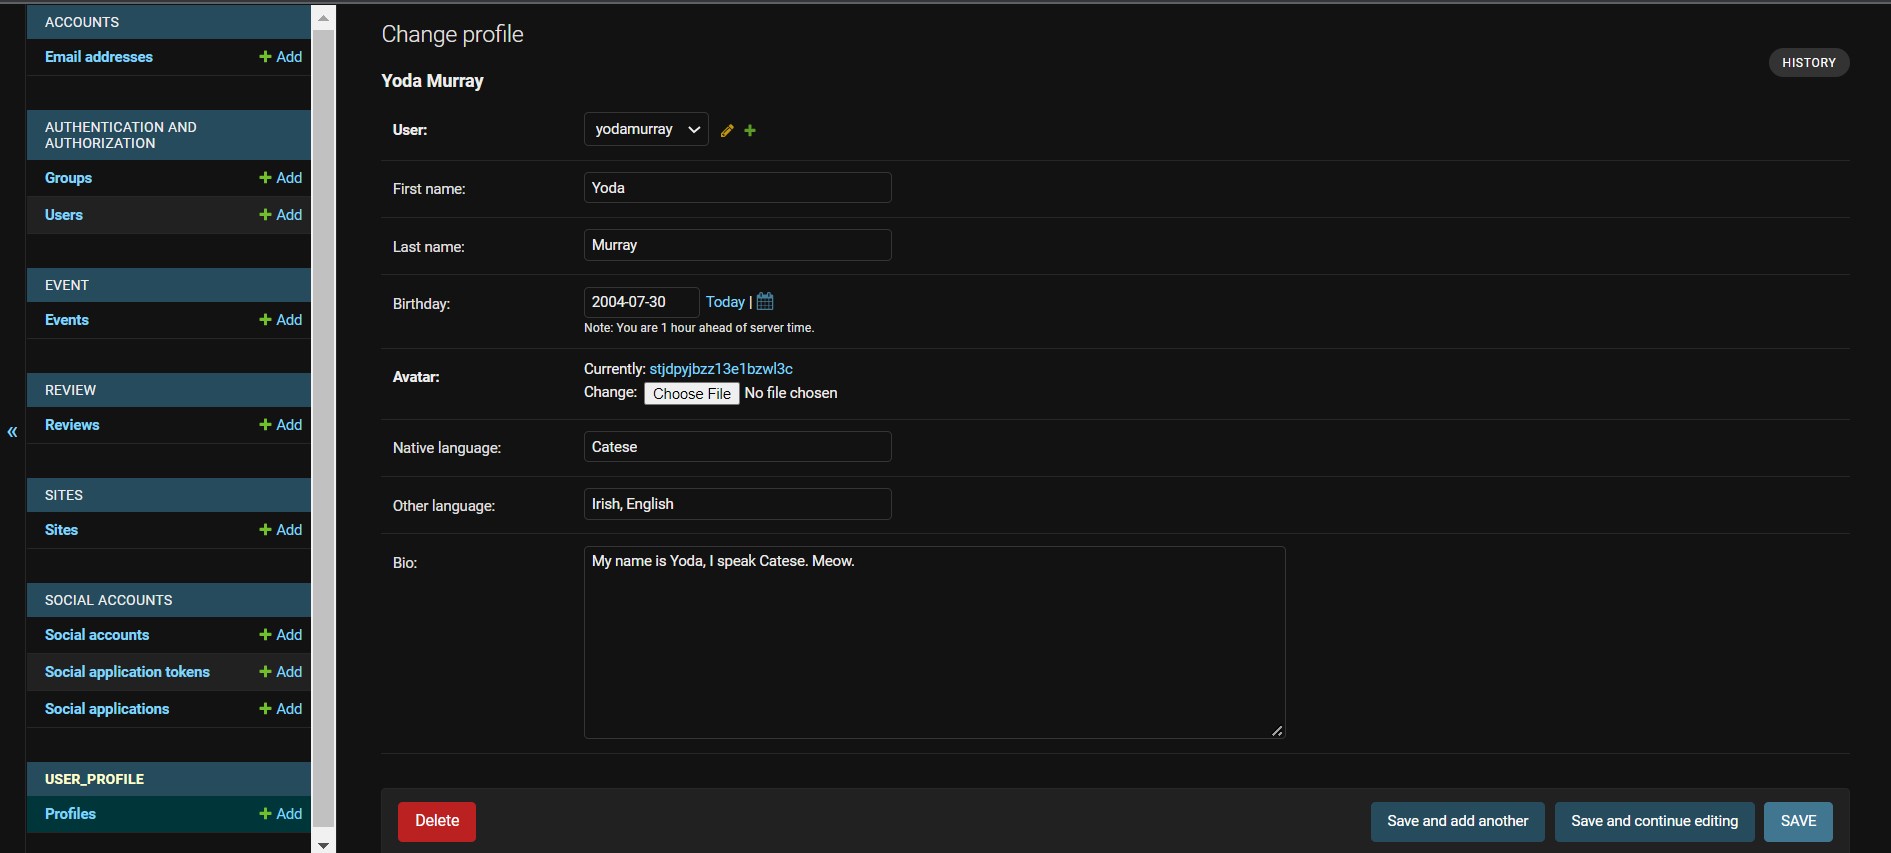 ACCOUNTS
Email addresses + Add
AUTHENTICATION AND
AUTHORIZATION
Groups + Add
Users + Add
EVENT
Events + Add
REVIEW
Reviews + Add
SITES
Sites + Add
SOCIAL ACCOUNTS
Social accounts + Add
Social application tokens + Add
Social applications + Add
USER_PROFILE
Profiles + Add
«
Change profile
HISTORY
Yoda Murray
User: yodamurray
First name: Yoda
Last name: Murray
Birthday: 2004-07-30 Today |
Note: You are 1 hour ahead of server time.
Avatar: Currently: stjdpyjbzz13e1bzwl3c
Change: Choose File No file chosen
Native language: Catese
Other language: Irish, English
Bio: My name is Yoda, I speak Catese. Meow.
Delete Save and add another Save and continue editing SAVE